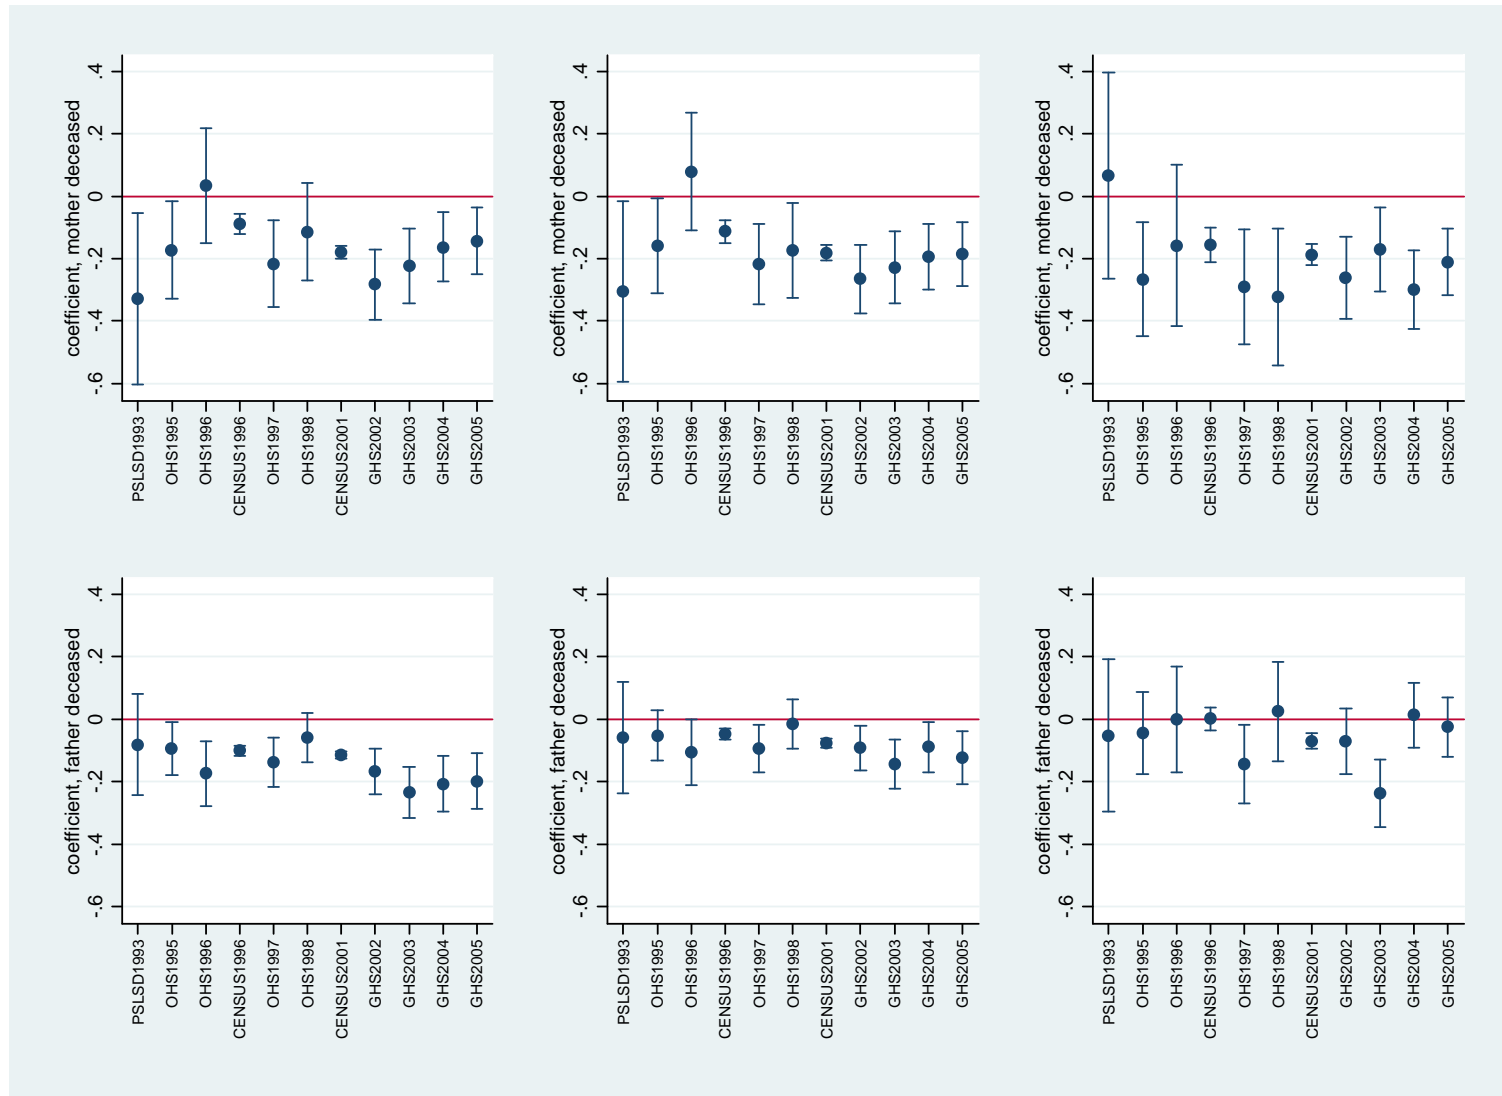 coefficient, mother deceased
.4
.2
0
-.2
-.4
-.6
PSLSD1993
OHS1995
OHS1996
CENSUS1996
OHS1997
OHS1998
CENSUS2001
GHS2002
GHS2003
GHS2004
GHS2005
coefficient, mother deceased
.4
.2
0
-.2
-.4
-.6
PSLSD1993
OHS1995
OHS1996
CENSUS1996
OHS1997
OHS1998
CENSUS2001
GHS2002
GHS2003
GHS2004
GHS2005
coefficient, mother deceased
.4
.2
0
-.2
-.4
-.6
PSLSD1993
OHS1995
OHS1996
CENSUS1996
OHS1997
OHS1998
CENSUS2001
GHS2002
GHS2003
GHS2004
GHS2005
coefficient, father deceased
.4
.2
0
-.2
-.4
-.6
PSLSD1993
OHS1995
OHS1996
CENSUS1996
OHS1997
OHS1998
CENSUS2001
GHS2002
GHS2003
GHS2004
GHS2005
coefficient, father deceased
.4
.2
0
-.2
-.4
-.6
PSLSD1993
OHS1995
OHS1996
CENSUS1996
OHS1997
OHS1998
CENSUS2001
GHS2002
GHS2003
GHS2004
GHS2005
coefficient, father deceased
.4
.2
0
-.2
-.4
-.6
PSLSD1993
OHS1995
OHS1996
CENSUS1996
OHS1997
OHS1998
CENSUS2001
GHS2002
GHS2003
GHS2004
GHS2005